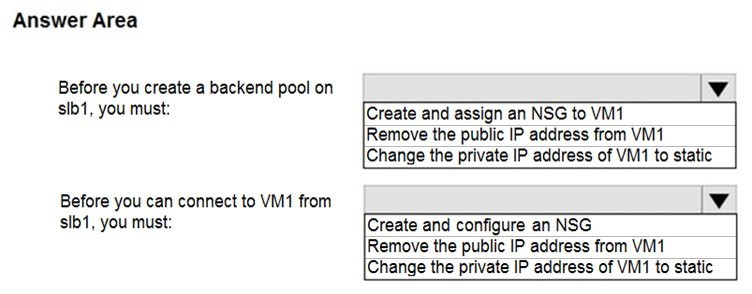 Answer Area
Before you create a backend pool on
slb1, you must:
Create and assign an NSG to VM1
Remove the public IP address from VM1
Change the private IP address of VM1 to static
Before you can connect to VM1 from
slb1, you must:
Create and configure an NSG
Remove the public IP address from VM1
Change the private IP address of VM1 to static